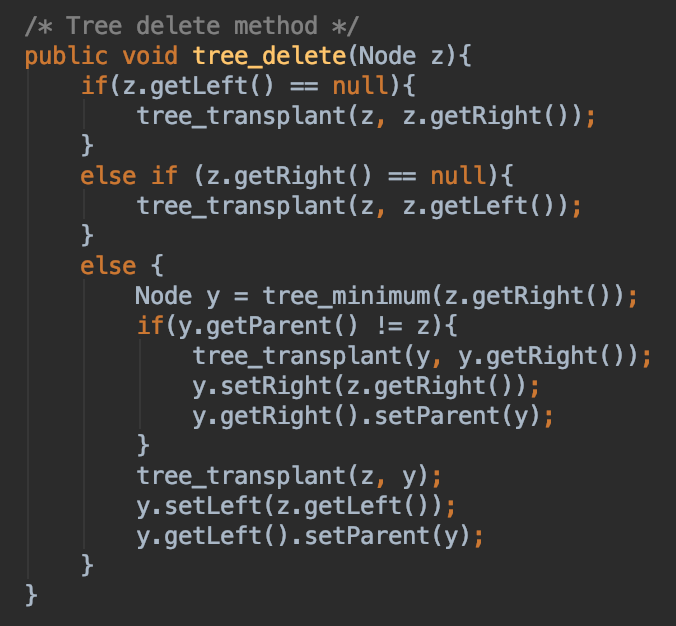 /* Tree delete method */
public void tree_delete(Node z){
    if(z.getLeft() == null){
        tree_transplant(z, z.getRight());
    }
    else if (z.getRight() == null){
        tree_transplant(z, z.getLeft());
    }
    else {
        Node y = tree_minimum(z.getRight());
        if(y.getParent() != z){
            tree_transplant(y, y.getRight());
            y.setRight(z.getRight());
            y.getRight().setParent(y);
        }
        tree_transplant(z, y);
        y.setLeft(z.getLeft());
        y.getLeft().setParent(y);
    }
}